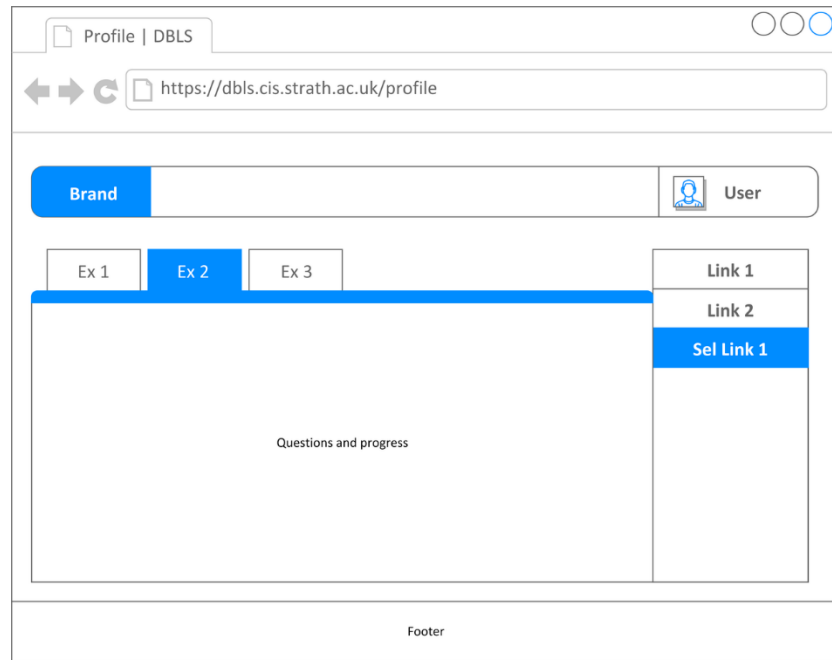 Profile | DBLS
https://dbls.cis.strath.ac.uk/profile
Brand
User
Ex 1
Ex 2
Ex 3
Link 1
Link 2
Sel Link 1
Questions and progress
Footer